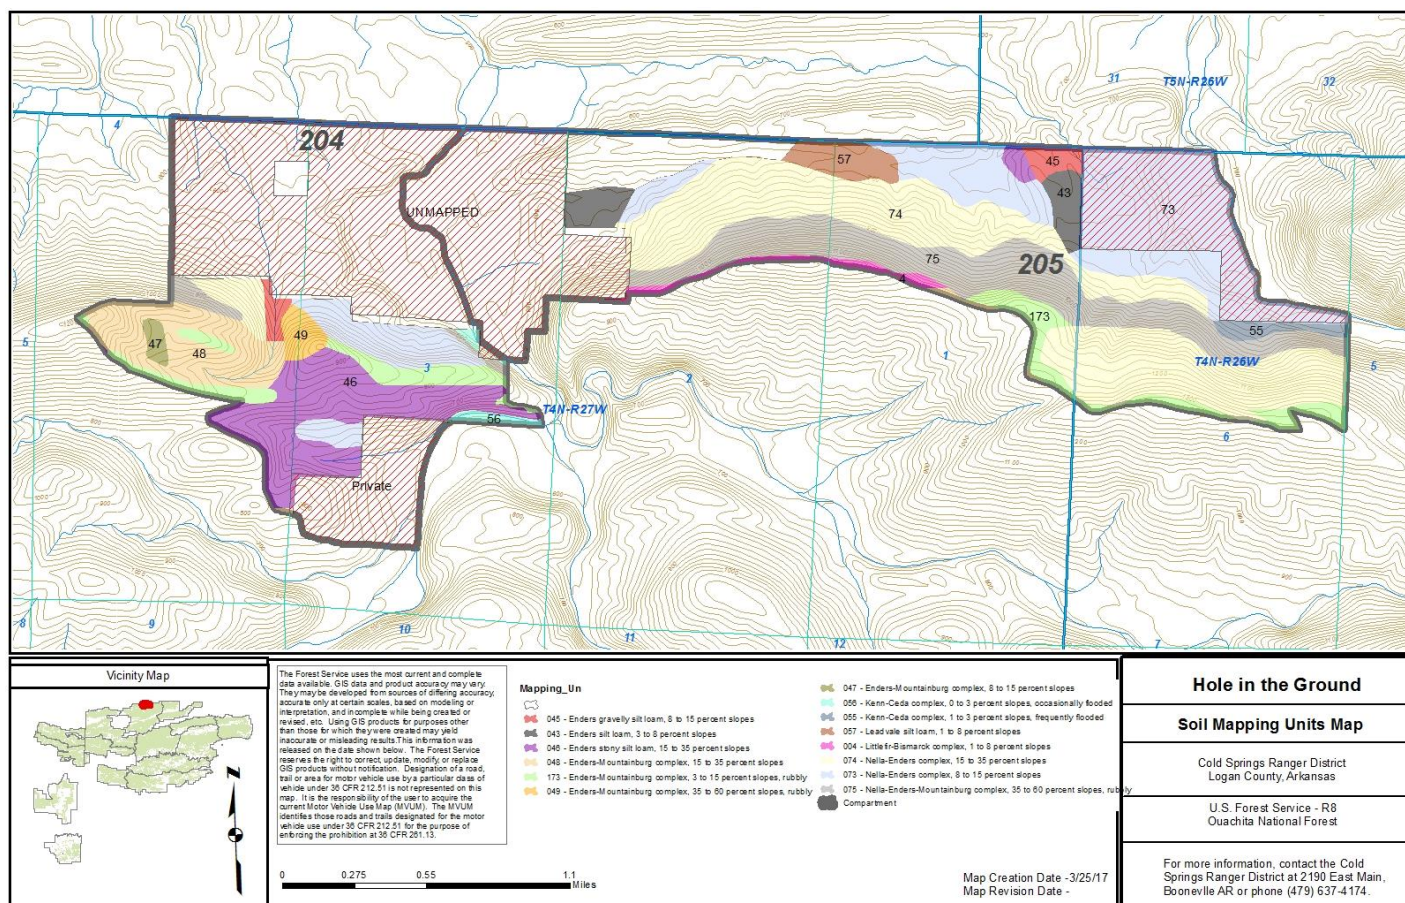 204
UNMAPPED
57
45
43
74
73
75
205
4
173
55
47
48
49
46
56
Private
4
5
3
2
1
31
T5N-R26W
32
T4N-R26W
5
6
T4N-R27W
8
9
10
11
12
7
Vicinity Map
The Forest Service uses the most current and complete
data available. GIS data and product accuracy may vary.
They may be developed from sources of differing accuracy,
accurate only at certain scales, based on modeling or
interpretation, and incomplete while being created or
revised, etc. Using GIS products for purposes other
than those for which they were created may yield
inaccurate or misleading results. This information was
released on the date shown below. The Forest Service
reserves the right to correct, update, modify, or replace
GIS products without notification. Designation of a road,
trail or area for motor vehicle use by a particular class of
vehicle under 36 CFR 212.51 is not represented on this
map. It is the responsibility of the user to acquire the
current Motor Vehicle Use Map (MVUM). The MVUM
identifies those roads and trails designated for the motor
vehicle use under 36 CFR 212.51 for the purpose of
enforcing the prohibition at 36 CFR 261.13.
0 0.275 0.55 1.1
Miles
Mapping_Un
045 - Enders gravelly silt loam, 8 to 15 percent slopes
043 - Enders silt loam, 3 to 8 percent slopes
046 - Enders stony silt loam, 15 to 35 percent slopes
048 - Enders-Mountainburg complex, 15 to 35 percent slopes
173 - Enders-Mountainburg complex, 3 to 15 percent slopes, rubbly
049 - Enders-Mountainburg complex, 35 to 60 percent slopes, rubbly
047 - Enders-Mountainburg complex, 8 to 15 percent slopes
056 - Kenn-Ceda complex, 0 to 3 percent slopes, occasionally flooded
055 - Kenn-Ceda complex, 1 to 3 percent slopes, frequently flooded
057 - Leadvale silt loam, 1 to 8 percent slopes
004 - Littlefir-Bismarck complex, 1 to 8 percent slopes
074 - Nella-Enders complex, 15 to 35 percent slopes
073 - Nella-Enders complex, 8 to 15 percent slopes
075 - Nella-Enders-Mountainburg complex, 35 to 60 percent slopes, rubbly
Compartment
N
Map Creation Date -3/25/17
Map Revision Date -
Hole in the Ground
Soil Mapping Units Map
Cold Springs Ranger District
Logan County, Arkansas
U.S. Forest Service - R8
Ouachita National Forest
For more information, contact the Cold
Springs Ranger District at 2190 East Main,
Boonevlle AR or phone (479) 637-4174.